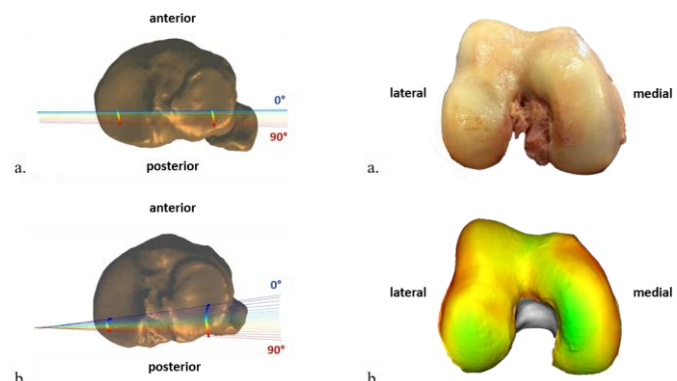 anterior
0°
90°
a.
posterior
anterior
0°
90°
posterior
b
lateral
medial
a.
lateral
medial
b